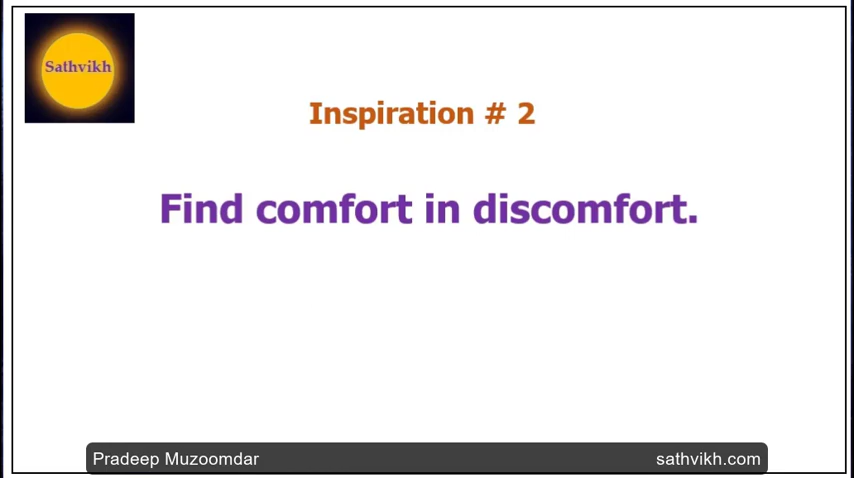 Sathvikh
Inspiration # 2
Find comfort in discomfort.
Pradeep Muzoomdar sathvikh.com